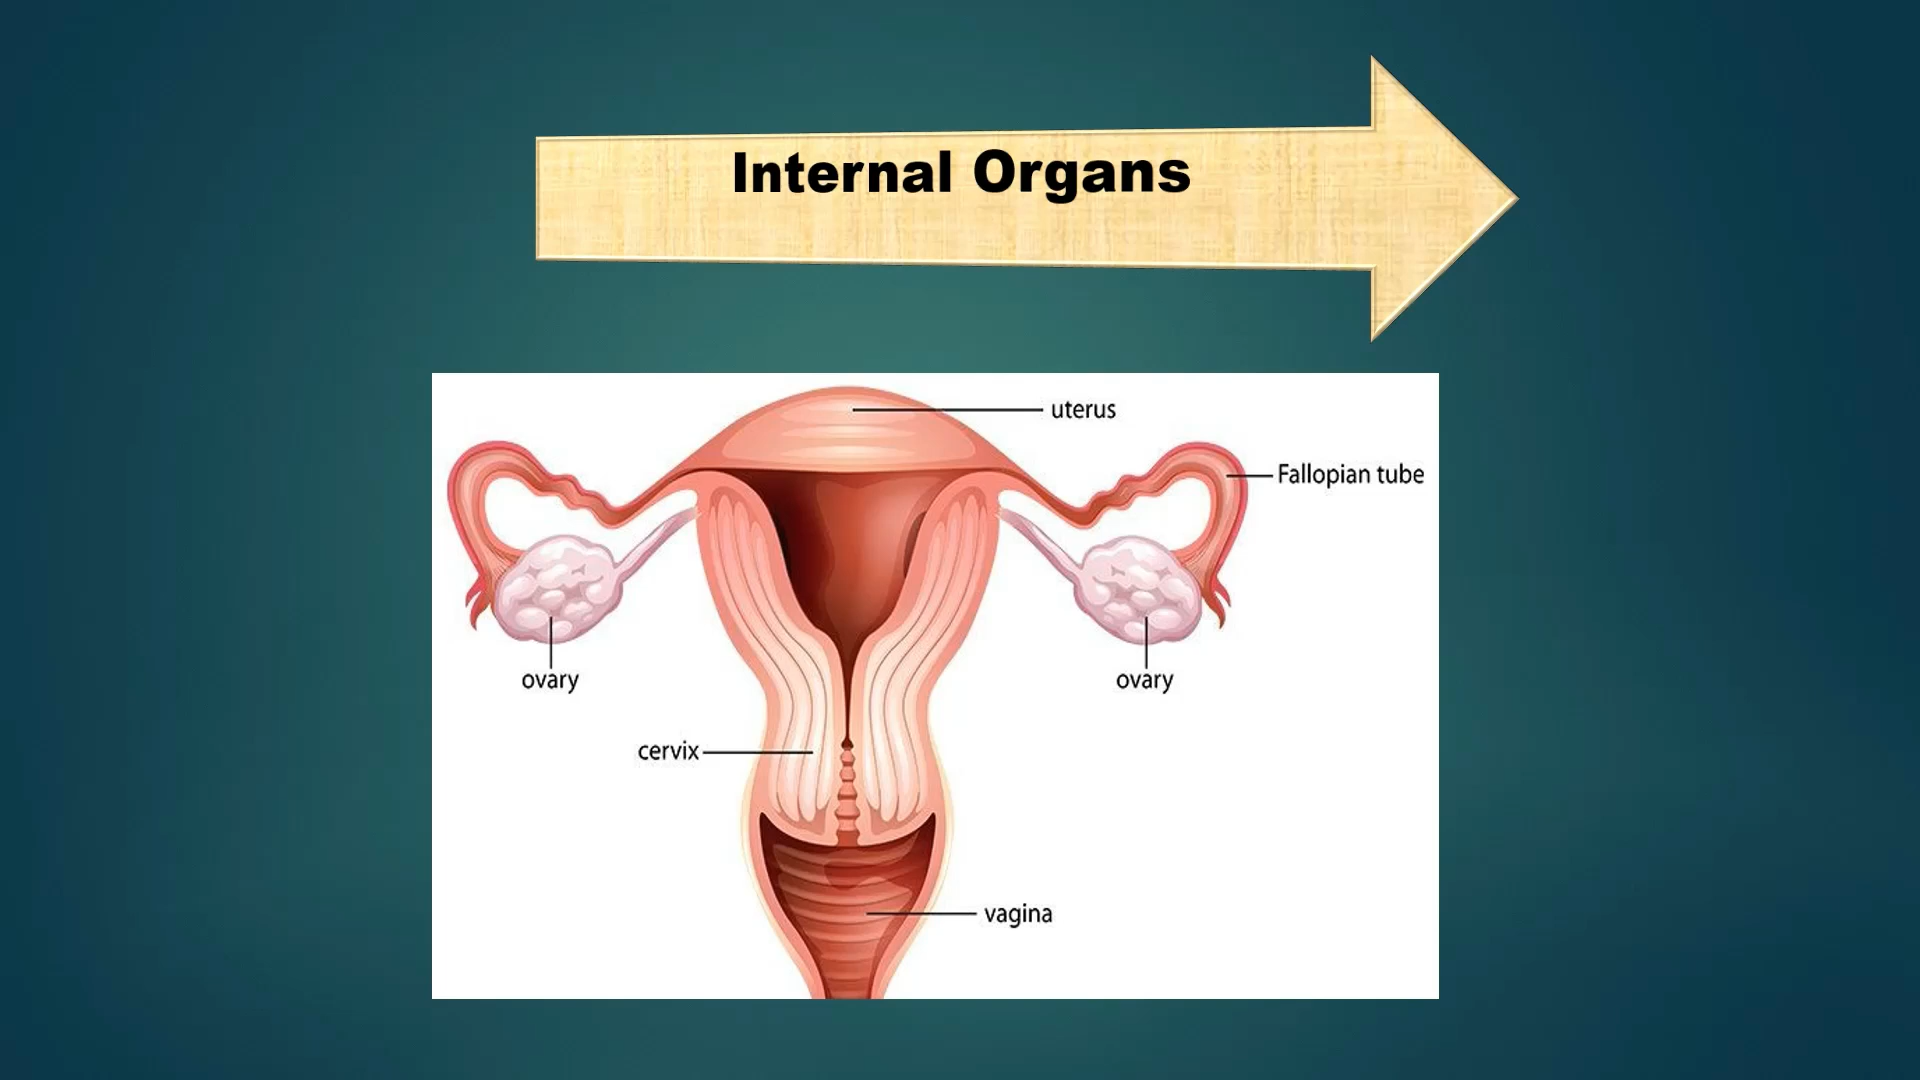 Internal Organs
uterus
Fallopian tube
ovary
ovary
cervix
vagina